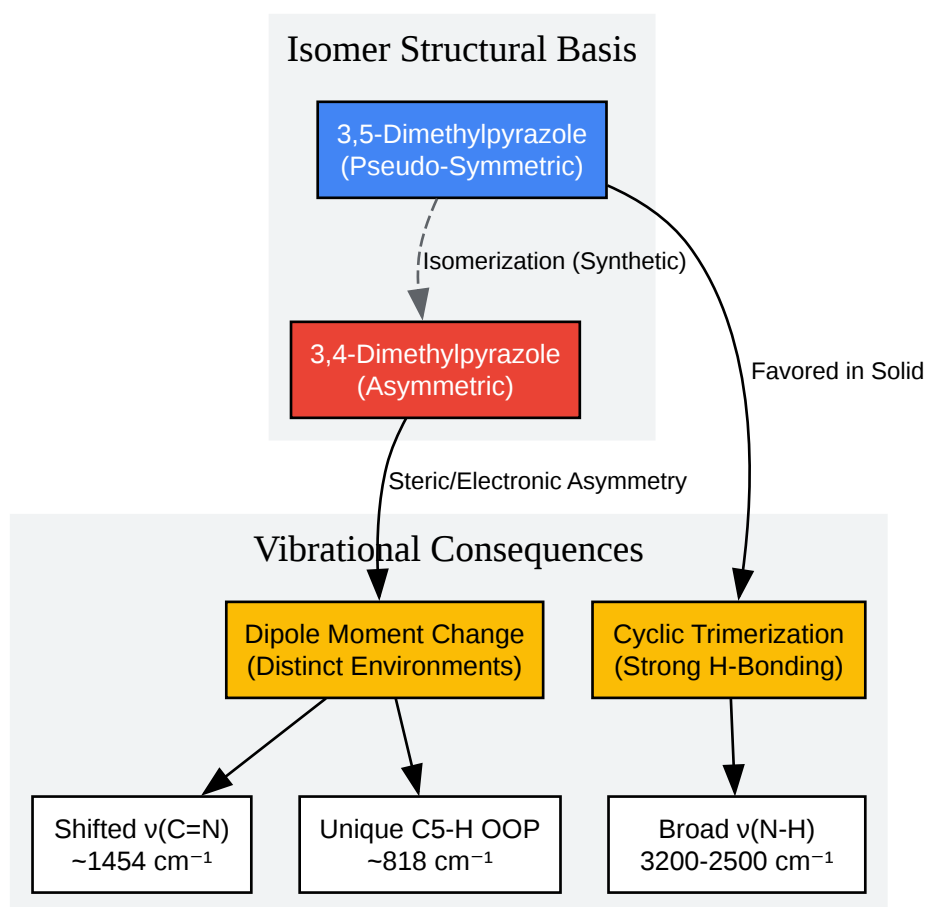 Isomer Structural Basis
3,5-Dimethylpyrazole
(Pseudo-Symmetric)
Isomerization (Synthetic)
3,4-Dimethylpyrazole
(Asymmetric)
Favored in Solid
Steric/Electronic Asymmetry
Vibrational Consequences
Dipole Moment Change
(Distinct Environments)
Cyclic Trimerization
(Strong H-Bonding)
Shifted ν(C=N)
~1454 cm⁻¹
Unique C5-H OOP
~818 cm⁻¹
Broad ν(N-H)
3200-2500 cm⁻¹